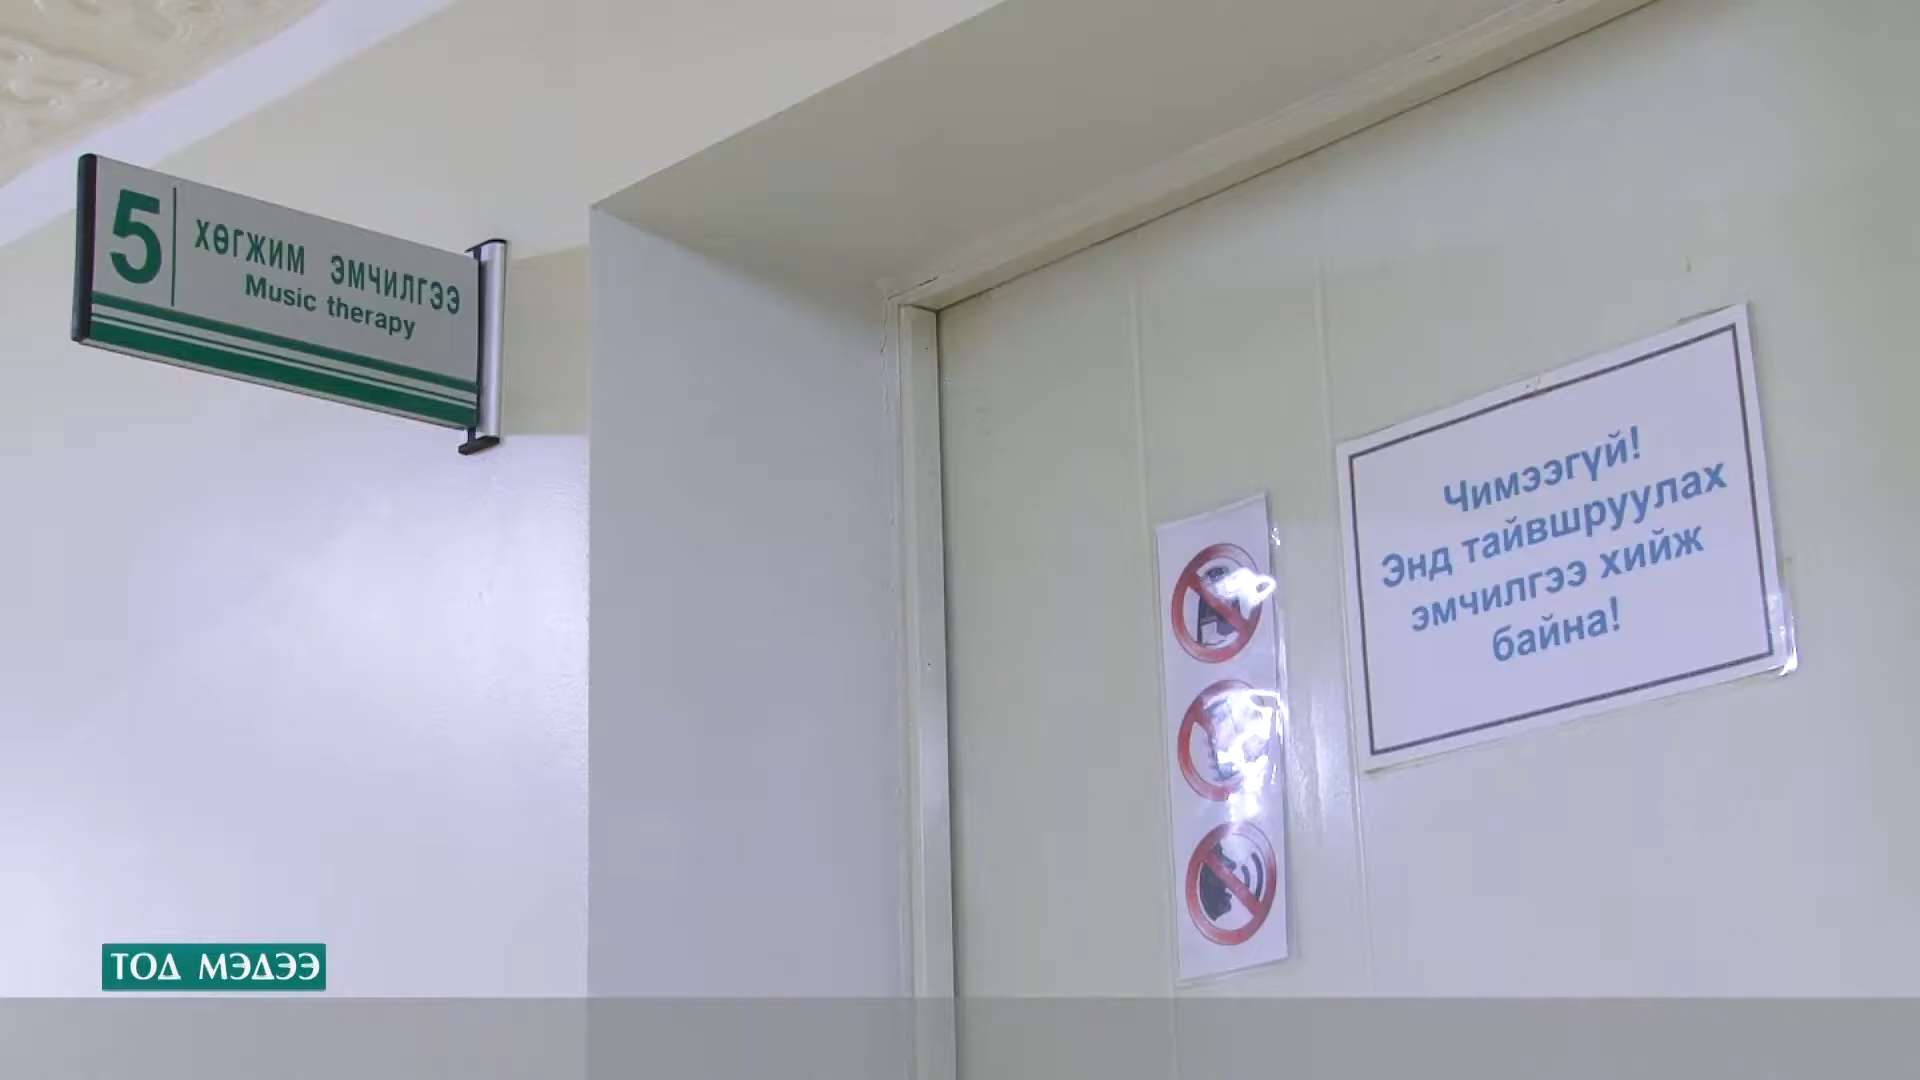 5
ХӨГЖИМ ЭМЧИЛГЭЭ
Music therapy
Чимээгүй!
Энд тайвшруулах
эмчилгээ хийж
байна!
ТОД МЭДЭЭ